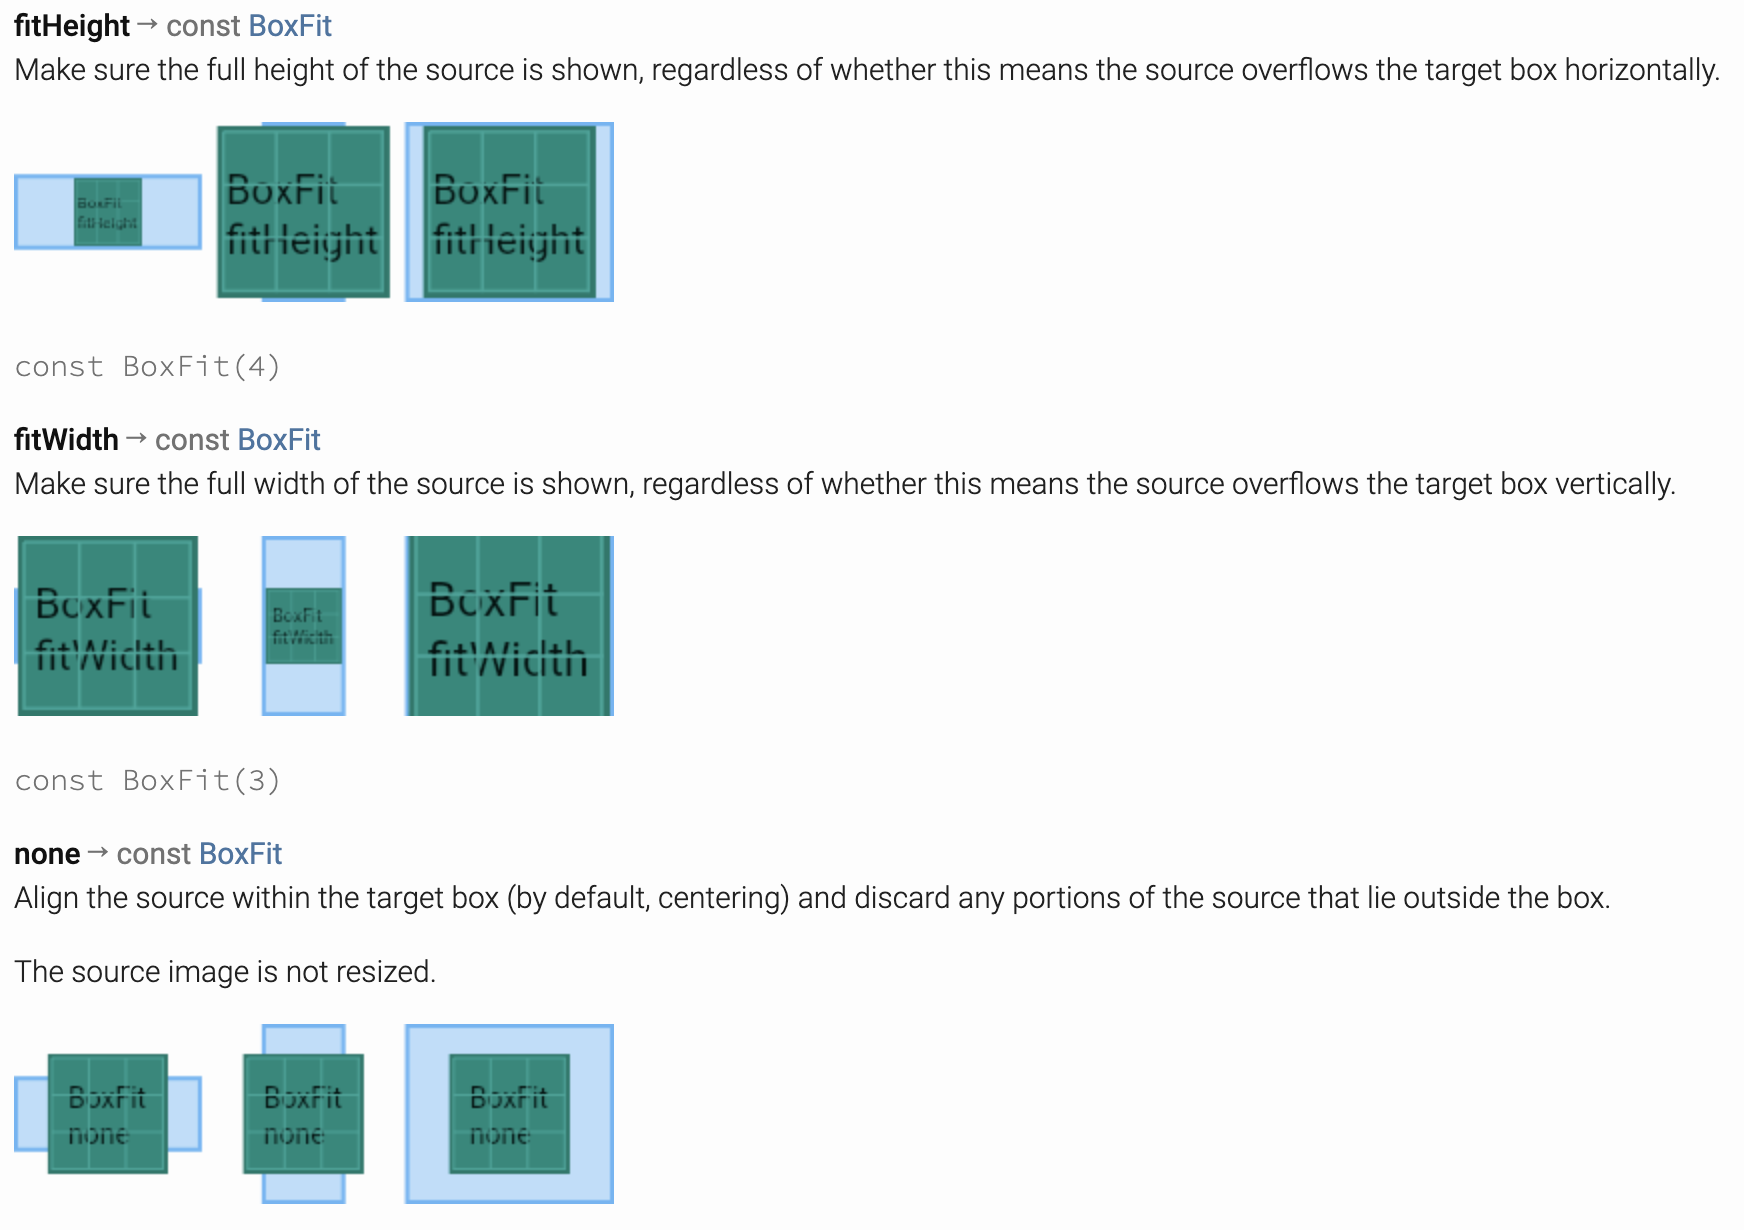 fitHeight → const BoxFit
Make sure the full height of the source is shown, regardless of whether this means the source overflows the target box horizontally.
BoxFit
fitHeight
BoxFit
fitHeight
BoxFit
fitHeight
const BoxFit(4)
fitWidth → const BoxFit
Make sure the full width of the source is shown, regardless of whether this means the source overflows the target box vertically.
BoxFit
fitWidth
BoxFit
fitWidth
BoxFit
fitWidth
const BoxFit(3)
none → const BoxFit
Align the source within the target box (by default, centering) and discard any portions of the source that lie outside the box.
The source image is not resized.
BoxFit
none
BoxFit
none
BoxFit
none